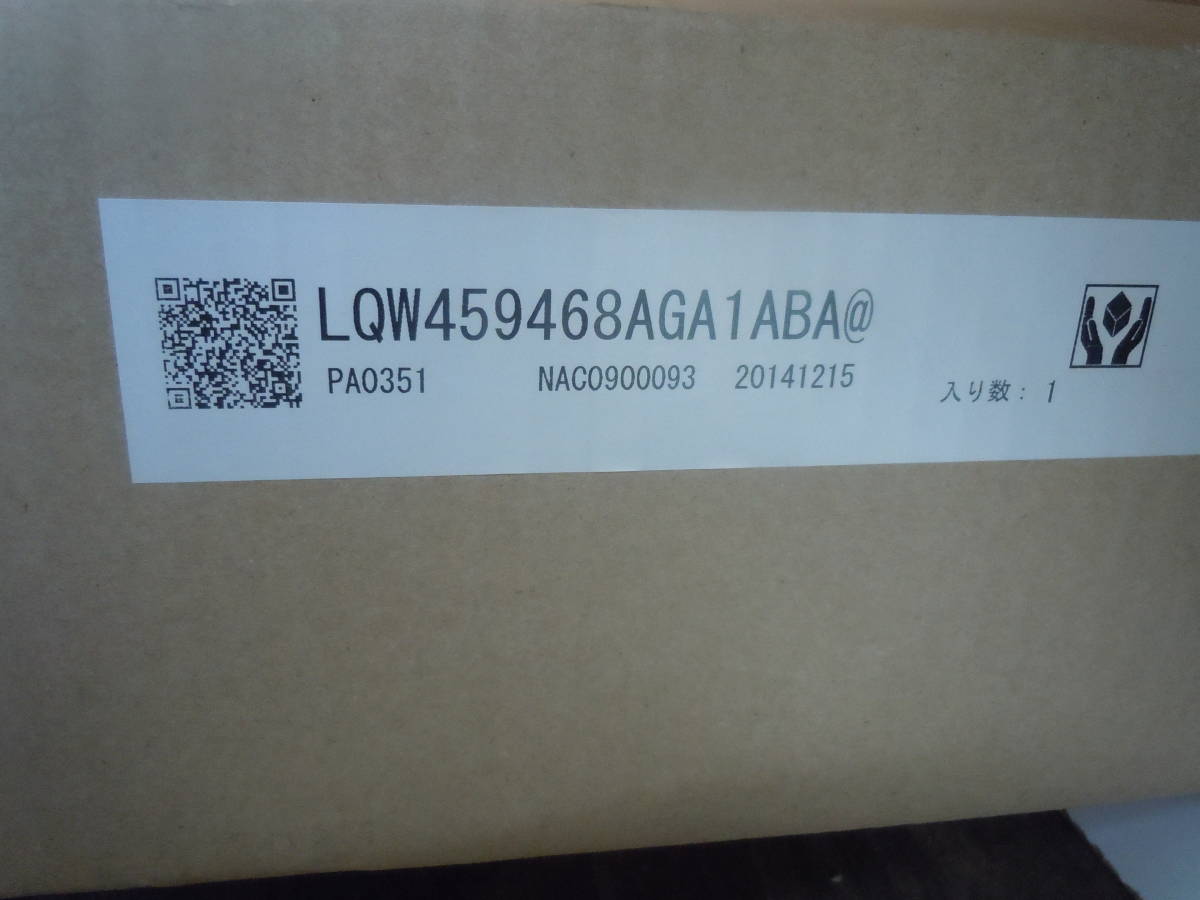 LQW459468AGA1ABA@
PA0351 NAC0900093 20141215
入り数: 1